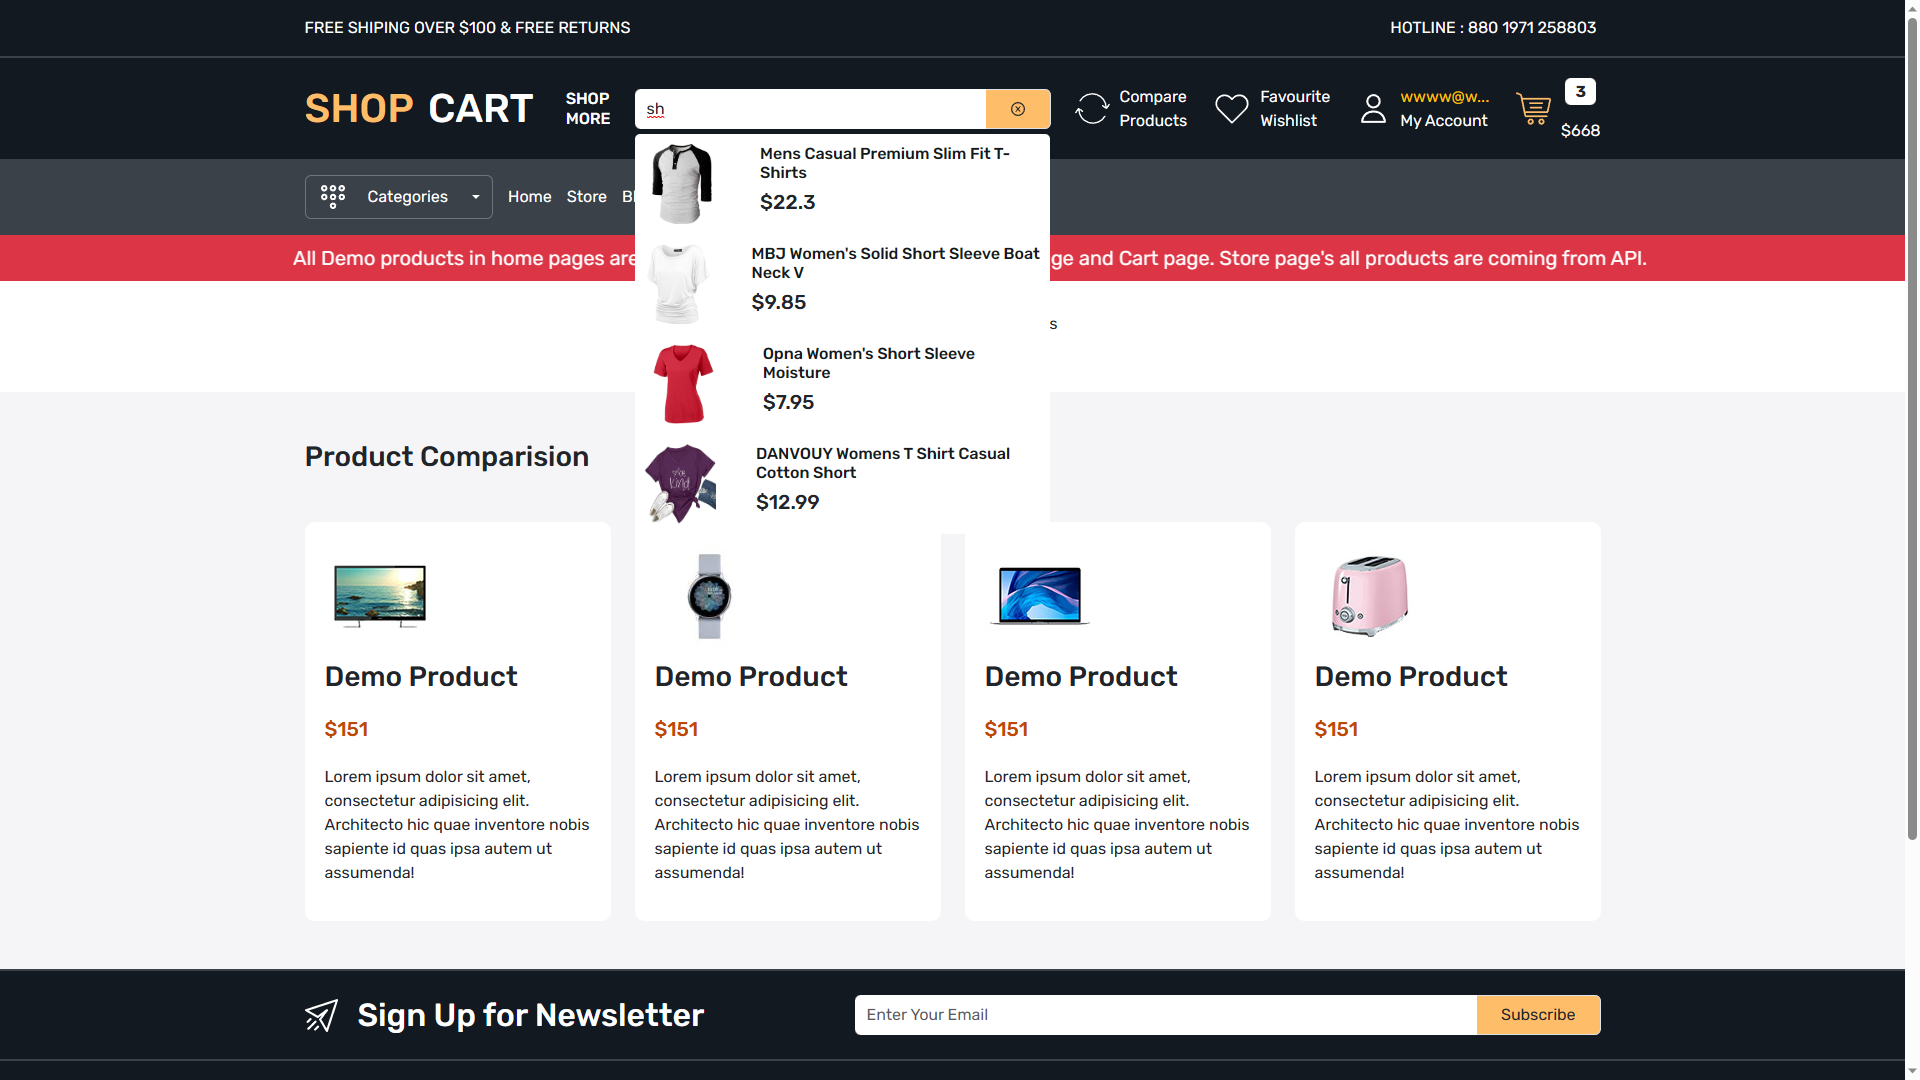 FREE SHIPING OVER $100 & FREE RETURNS
HOTLINE : 880 1971 258803
SHOP CART
SHOP
MORE
sh
Compare
Products
Favourite
Wishlist
wwww@w...
My Account
3
$668
Categories
Home
Store
Bl
Mens Casual Premium Slim Fit T-
Shirts
$22.3
All Demo products in home pages are
ge and Cart page. Store page's all products are coming from API.
MBJ Women's Solid Short Sleeve Boat
Neck V
$9.85
s
Opna Women's Short Sleeve
Moisture
$7.95
DANVOUY Womens T Shirt Casual
Cotton Short
$12.99
Product Comparision
Demo Product
$151
Lorem ipsum dolor sit amet,
consectetur adipisicing elit.
Architecto hic quae inventore nobis
sapiente id quas ipsa autem ut
assumenda!
Demo Product
$151
Lorem ipsum dolor sit amet,
consectetur adipisicing elit.
Architecto hic quae inventore nobis
sapiente id quas ipsa autem ut
assumenda!
Demo Product
$151
Lorem ipsum dolor sit amet,
consectetur adipisicing elit.
Architecto hic quae inventore nobis
sapiente id quas ipsa autem ut
assumenda!
Demo Product
$151
Lorem ipsum dolor sit amet,
consectetur adipisicing elit.
Architecto hic quae inventore nobis
sapiente id quas ipsa autem ut
assumenda!
Sign Up for Newsletter
Enter Your Email
Subscribe